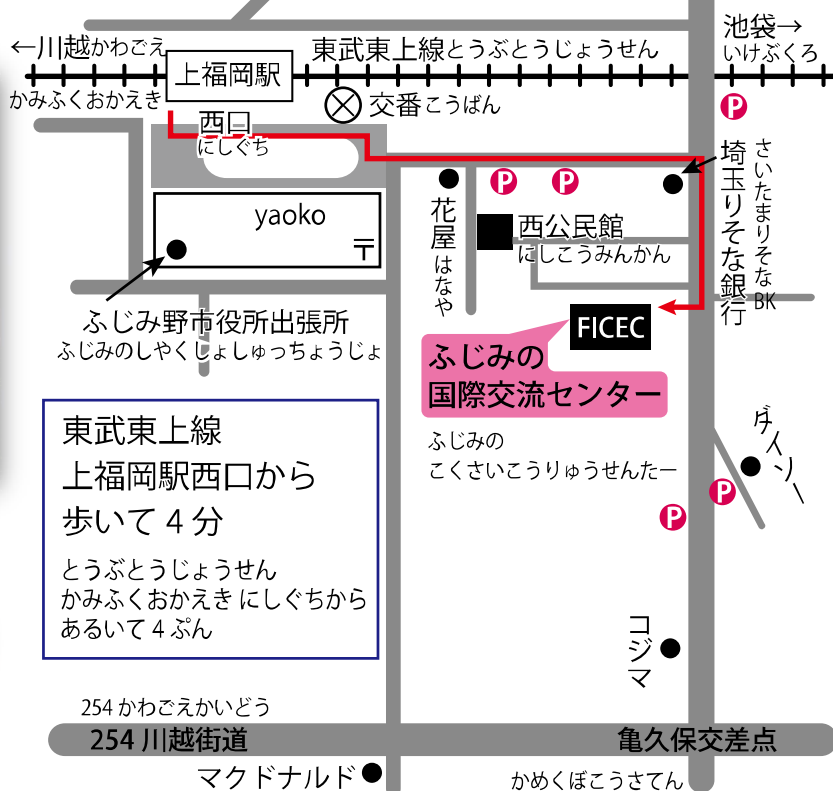 池袋→
いけぶくろ
←川越かわごえ
東武東上線とうぶとうじょうせん
上福岡駅
かみふくおかえき
交番こうばん
P
西口
にしぐち
P
P
埼玉りそな銀行
さいたまりそな
BK
花屋はなや
西公民館
にしこうみんかん
yaoko
〒
ふじみ野市役所出張所
ふじみのしやくしょしゅっちょうじょ
FICEC
ふじみの
国際交流センター
ふじみの
こくさいこうりゅうせんたー
東武東上線
上福岡駅西口から
歩いて4分
とうぶとうじょうせん
かみふくおかえき にしぐちから
あるいて4ぷん
ダイソー
P
P
コジマ
254 かわごえかいどう
254 川越街道
亀久保交差点
マクドナルド
かめくぼこうさてん